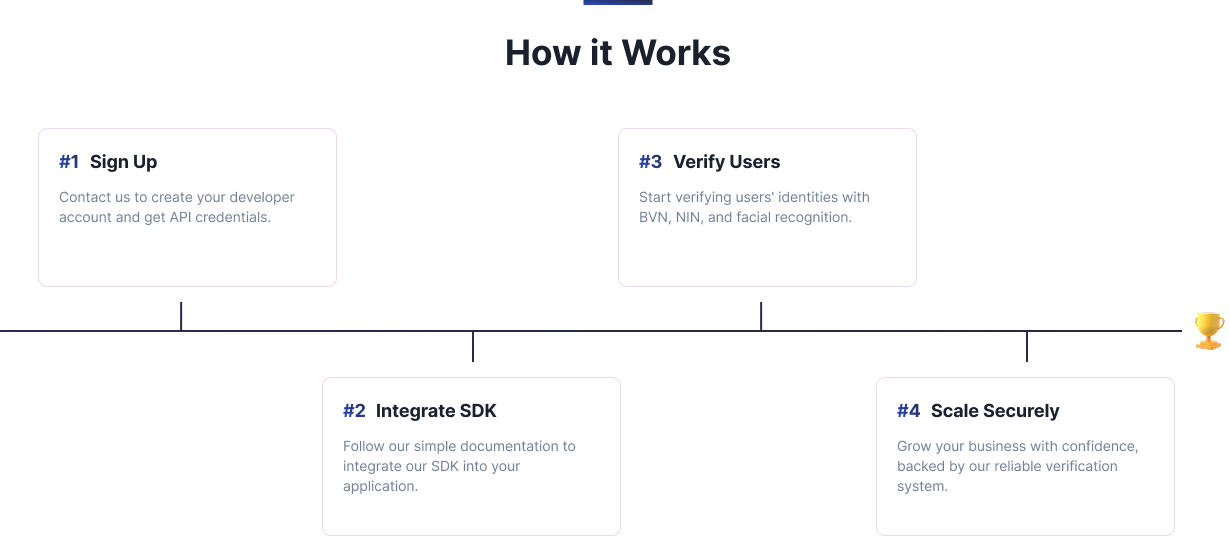 How it Works
#1 Sign Up
Contact us to create your developer
account and get API credentials.
#3 Verify Users
Start verifying users' identities with
BVN, NIN, and facial recognition.
#2 Integrate SDK
Follow our simple documentation to
integrate our SDK into your
application.
#4 Scale Securely
Grow your business with confidence,
backed by our reliable verification
system.